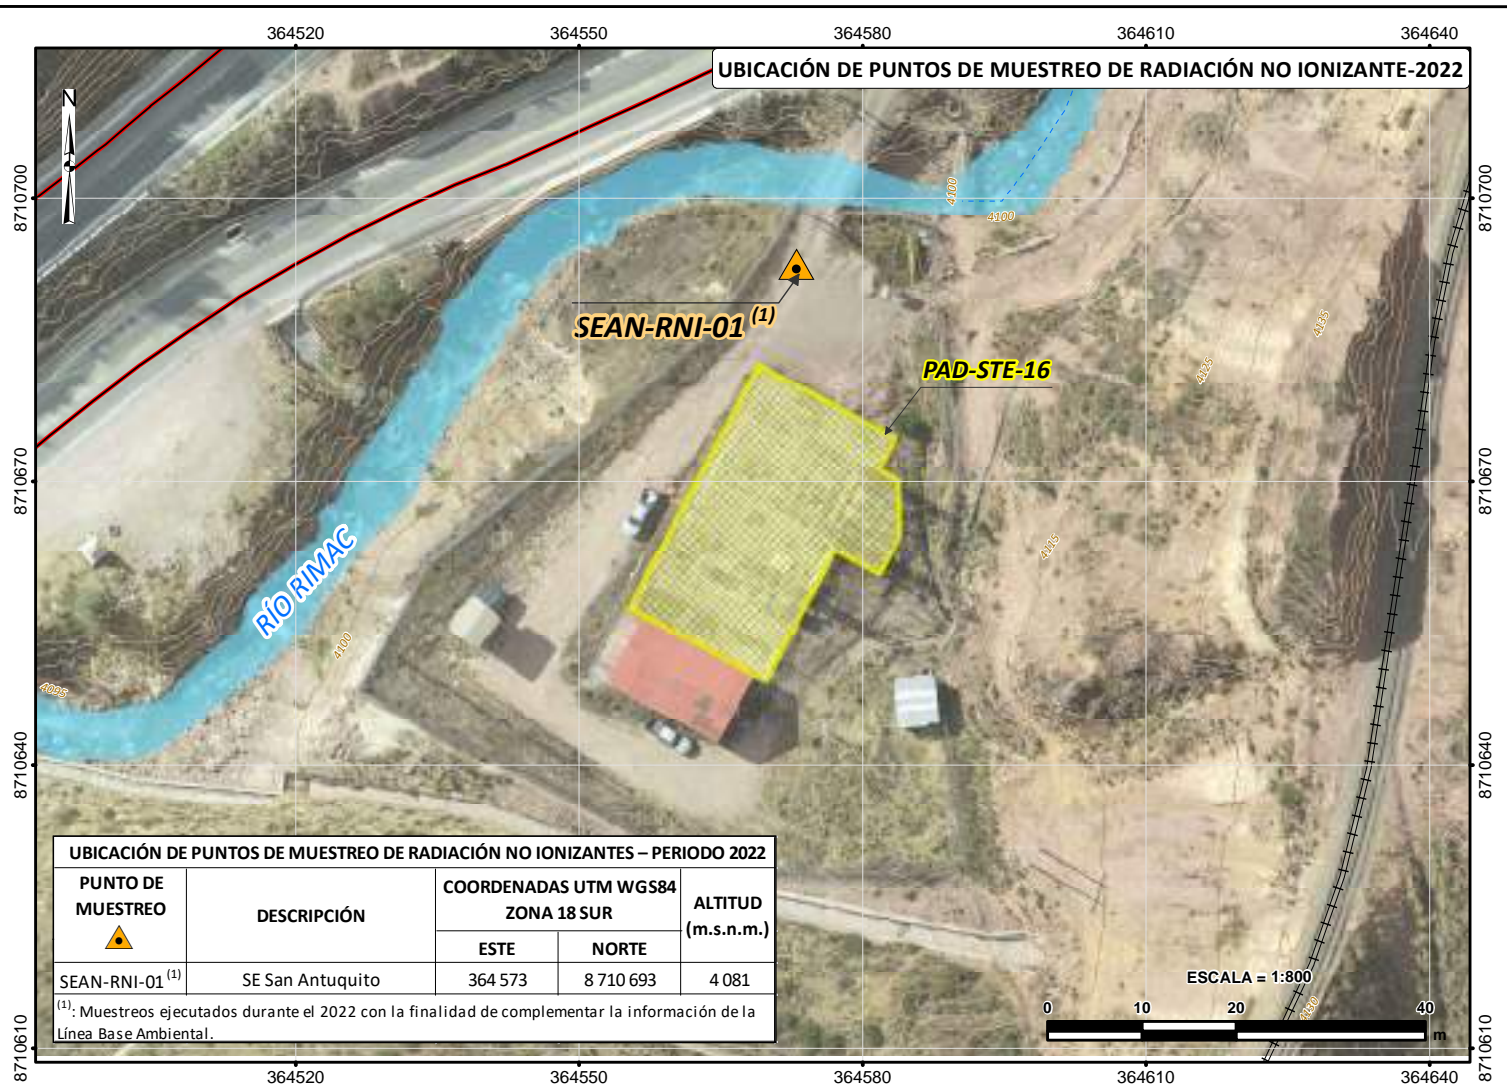 364520 364550 364580 364610 364640
UBICACIÓN DE PUNTOS DE MUESTREO DE RADIACIÓN NO IONIZANTE-2022
N
8710700 8710700
4100
4100
SEAN-RNI-01 (1)
4135
4125
PAD-STE-16
8710670 8710670
4115
RÍO RIMAC
4100
4095
8710640 8710640
UBICACIÓN DE PUNTOS DE MUESTREO DE RADIACIÓN NO IONIZANTES – PERIODO 2022
PUNTO DE MUESTREO
DESCRIPCIÓN
COORDENADAS UTM WGS84
ZONA 18 SUR
ESTE NORTE
ALTITUD
(m.s.n.m.)
SEAN-RNI-01 (1) SE San Antuquito 364 573 8 710 693 4 081
(1): Muestreos ejecutados durante el 2022 con la finalidad de complementar la información de la
Línea Base Ambiental.
ESCALA = 1:800
0 10 20 40
m
4130
8710610 8710610
364520 364550 364580 364610 364640